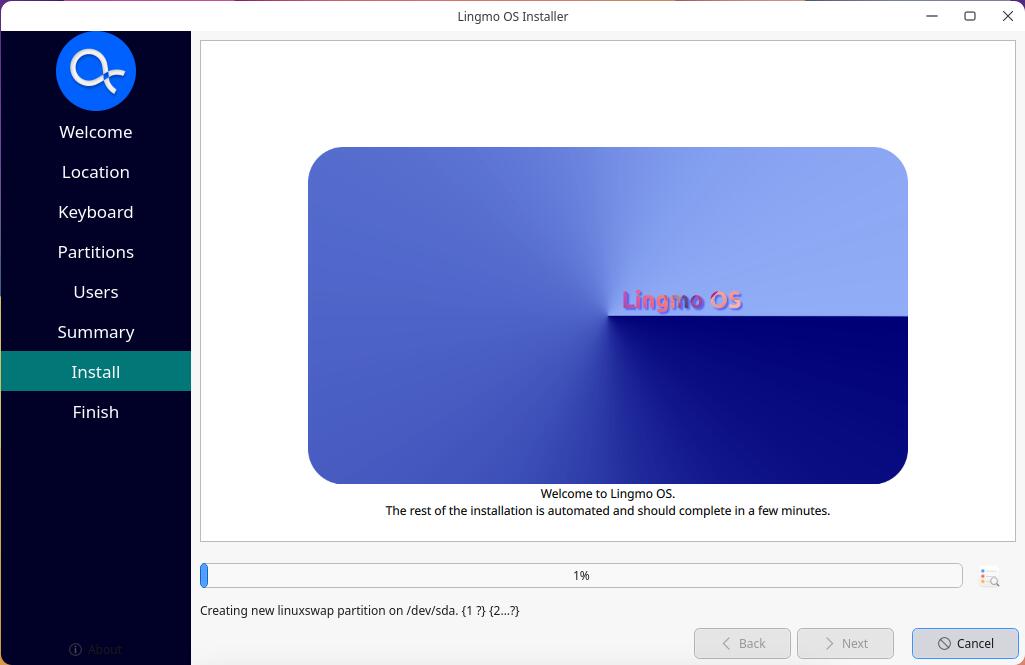 Lingmo OS Installer
Welcome
Location
Keyboard
Partitions
Users
Summary
Install
Finish
About
Lingmo OS
Welcome to Lingmo OS.
The rest of the installation is automated and should complete in a few minutes.
1%
Creating new linuxswap partition on /dev/sda. {1 ?} {2...?}
Back
Next
Cancel